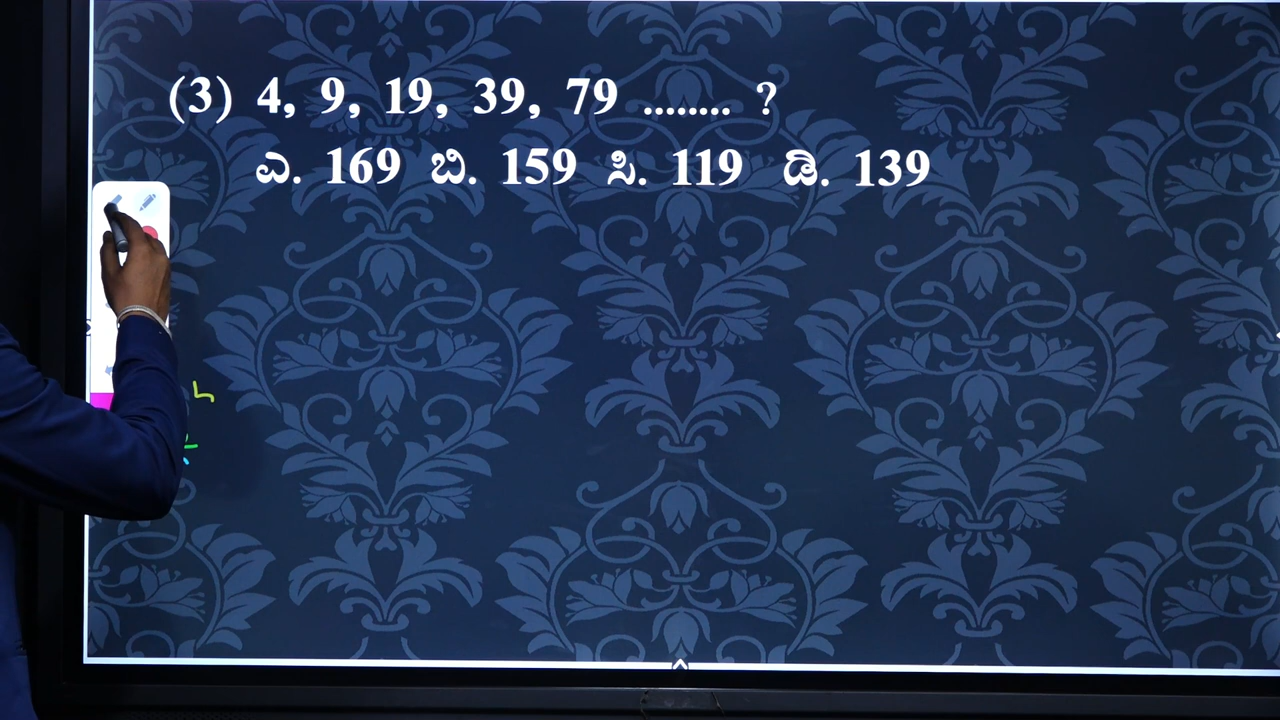 (3) 4, 9, 19, 39, 79 ........ ?
ಎ. 169 ಬಿ. 159 ಸಿ. 119 ಡಿ. 139